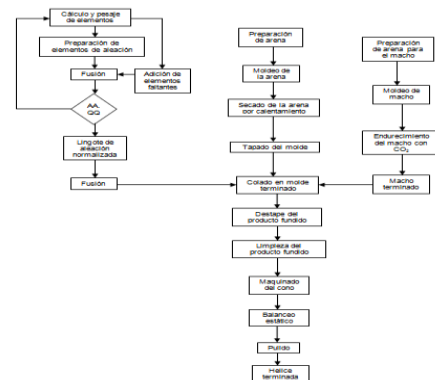 Cálculo y pesaje
de elementos
Preparación de
elementos de aleación
Fusión
Adición de
elementos
faltantes
AA,
QQ
Lingote de
aleación
normalizada
Fusión
Preparación
de arena
Moldeo de
la arena
Secado de la arena
por calentamiento
Tapado del molde
Colado en molde
terminado
Destape del
producto fundido
Limpieza del
producto fundido
Maquinado
del cono
Balanceo
estático
Pulido
Hélice
terminada
Preparación
de arena para
el macho
Moldeo de
macho
Endurecimiento
del macho con
CO₂
Macho
terminado